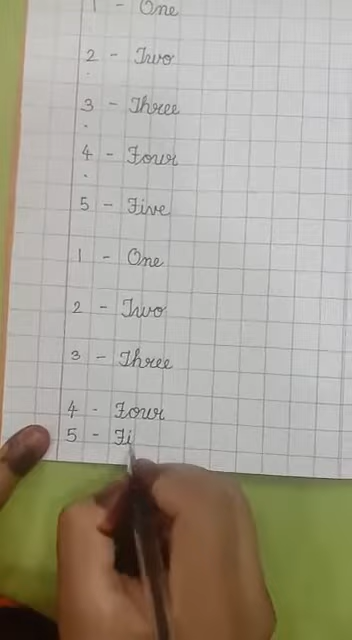 1 - One
2 - Two
3 - Three
4 - Four
5 - Five
1 - One
2 - Two
3 - Three
4 - Four
5 - Fi